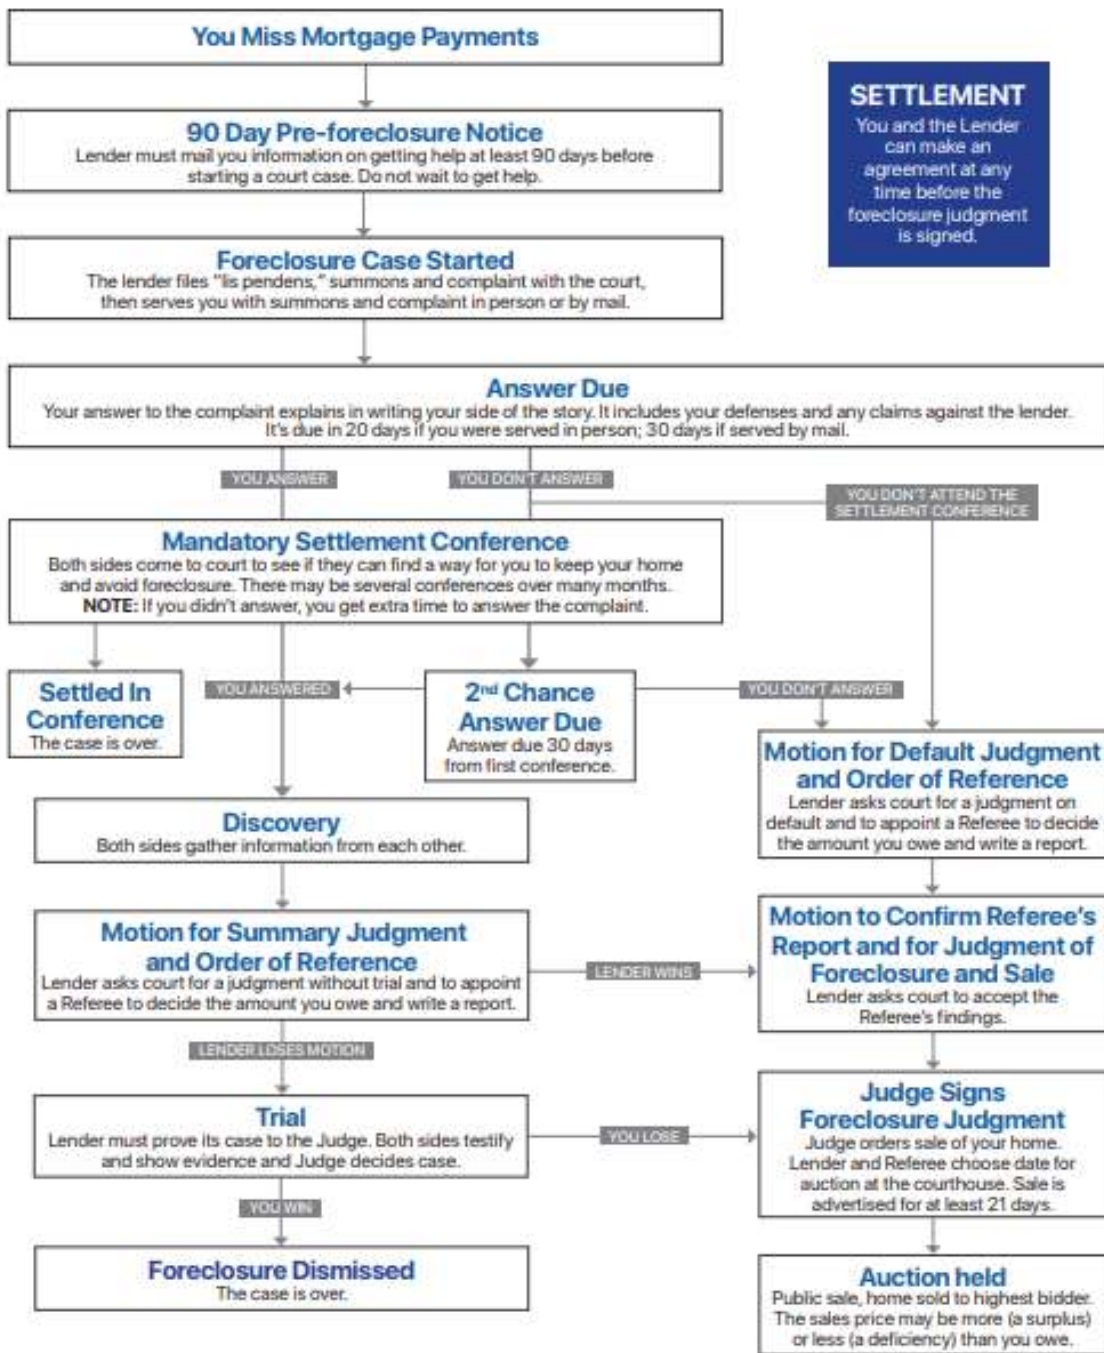 You Miss Mortgage Payments
90 Day Pre-foreclosure Notice
Lender must mail you information on getting help at least 90 days before
starting a court case. Do not wait to get help.
SETTLEMENT
You and the Lender
can make an
agreement at any
time before the
foreclosure judgment
is signed.
Foreclosure Case Started
The lender files "lis pendens," summons and complaint with the court,
then serves you with summons and complaint in person or by mail.
Answer Due
Your answer to the complaint explains in writing your side of the story. It includes your defenses and any claims against the lender.
It's due in 20 days if you were served in person; 30 days if served by mail.
YOU ANSWER
YOU DON'T ANSWER
YOU DON'T ATTEND THE
SETTLEMENT CONFERENCE
Mandatory Settlement Conference
Both sides come to court to see if they can find a way for you to keep your home
and avoid foreclosure. There may be several conferences over many months.
NOTE: If you didn't answer, you get extra time to answer the complaint.
Settled In
Conference
The case is over.
YOU ANSWERED
2nd Chance
Answer Due
Answer due 30 days
from first conference.
YOU DON'T ANSWER
Motion for Default Judgment
and Order of Reference
Lender asks court for a judgment on
default and to appoint a Referee to decide
the amount you owe and write a report.
Discovery
Both sides gather information from each other.
Motion for Summary Judgment
and Order of Reference
Lender asks court for a judgment without trial and to appoint
a Referee to decide the amount you owe and write a report.
LENDER WINS
Motion to Confirm Referee's
Report and for Judgment of
Foreclosure and Sale
Lender asks court to accept the
Referee's findings.
LENDER LOSES MOTION
Trial
Lender must prove its case to the Judge. Both sides testify
and show evidence and Judge decides case.
YOU LOSE
Judge Signs
Foreclosure Judgment
Judge orders sale of your home.
Lender and Referee choose date for
auction at the courthouse. Sale is
advertised for at least 21 days.
YOU WIN
Foreclosure Dismissed
The case is over.
Auction held
Public sale, home sold to highest bidder.
The sales price may be more (a surplus)
or less (a deficiency) than you owe.